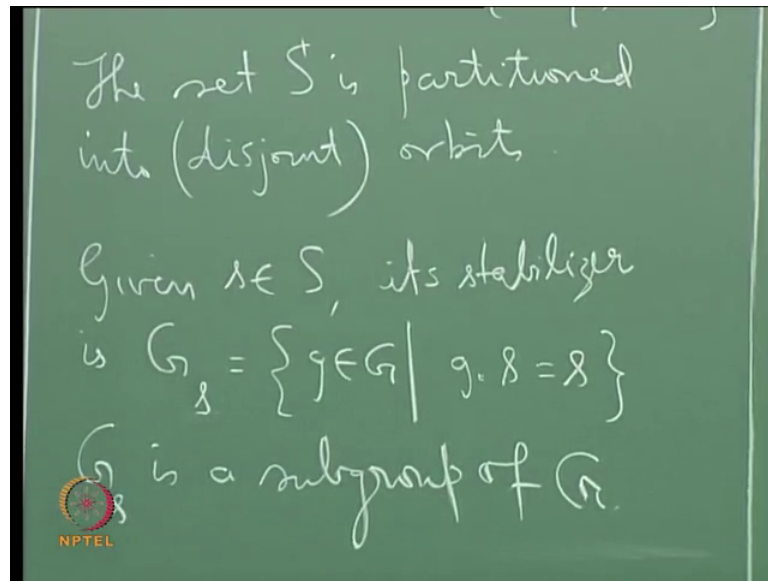 The set S is partitioned
into (disjoint) orbits.
Given s ∈ S, its stabilizer
is G_s = {g ∈ G | g. s = s}
G_s is a subgroup of G.
NPTEL